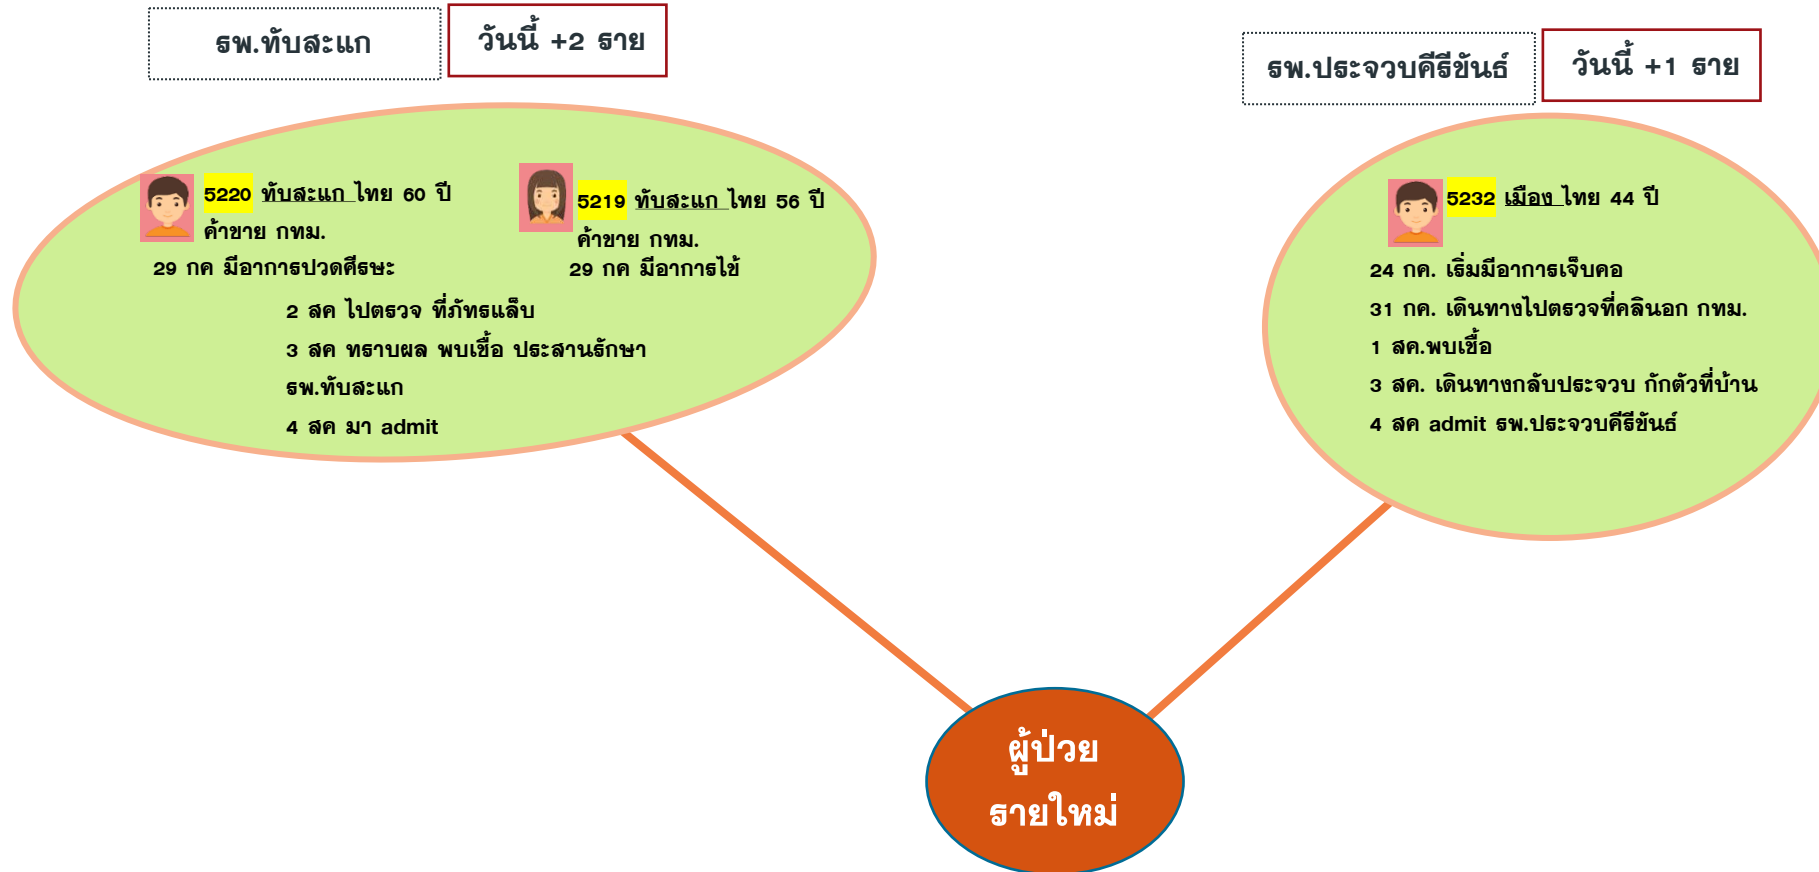 รพ.ทับสะแก
วันนี้ +2 ราย
5220 ทับสะแก ไทย 60 ปี
ค้าขาย กทม.
29 กค มีอาการปวดศีรษะ
5219 ทับสะแก ไทย 56 ปี
ค้าขาย กทม.
29 กค มีอาการไข้
2 สค ไปตรวจ ที่ภัทรแล็บ
3 สค ทราบผล พบเชื้อ ประสานรักษา
รพ.ทับสะแก
4 สค มา admit
รพ.ประจวบคีรีขันธ์
วันนี้ +1 ราย
5232 เมือง ไทย 44 ปี
24 กค. เริ่มมีอาการเจ็บคอ
31 กค. เดินทางไปตรวจที่คลินอก กทม.
1 สค.พบเชื้อ
3 สค. เดินทางกลับประจวบ กักตัวที่บ้าน
4 สค admit รพ.ประจวบคีรีขันธ์
ผู้ป่วย
รายใหม่